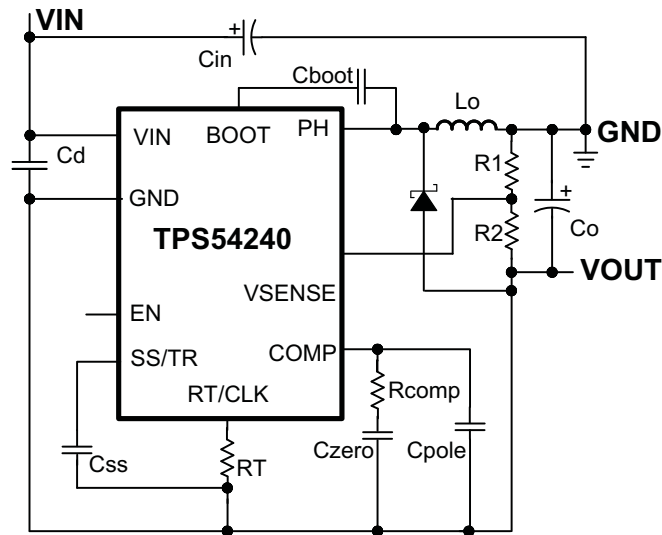 VIN
+
Cin
Cboot
Lo
VIN
BOOT
PH
GND
Cd
R1
GND
+
TPS54240
R2
Co
VOUT
VSENSE
EN
COMP
SS/TR
RT/CLK
Rcomp
Css
RT
Czero
Cpole